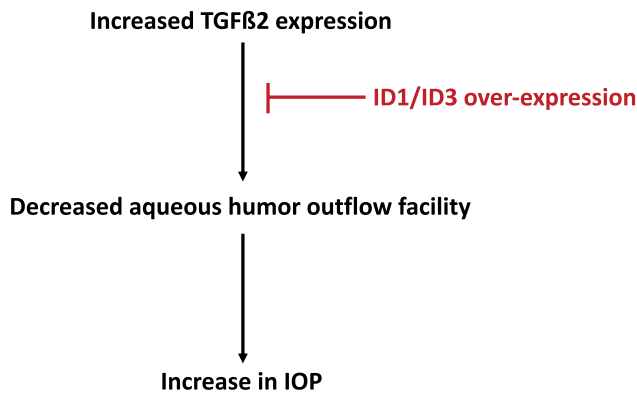 Increased TGFß2 expression
ID1/ID3 over-expression
Decreased aqueous humor outflow facility
Increase in IOP